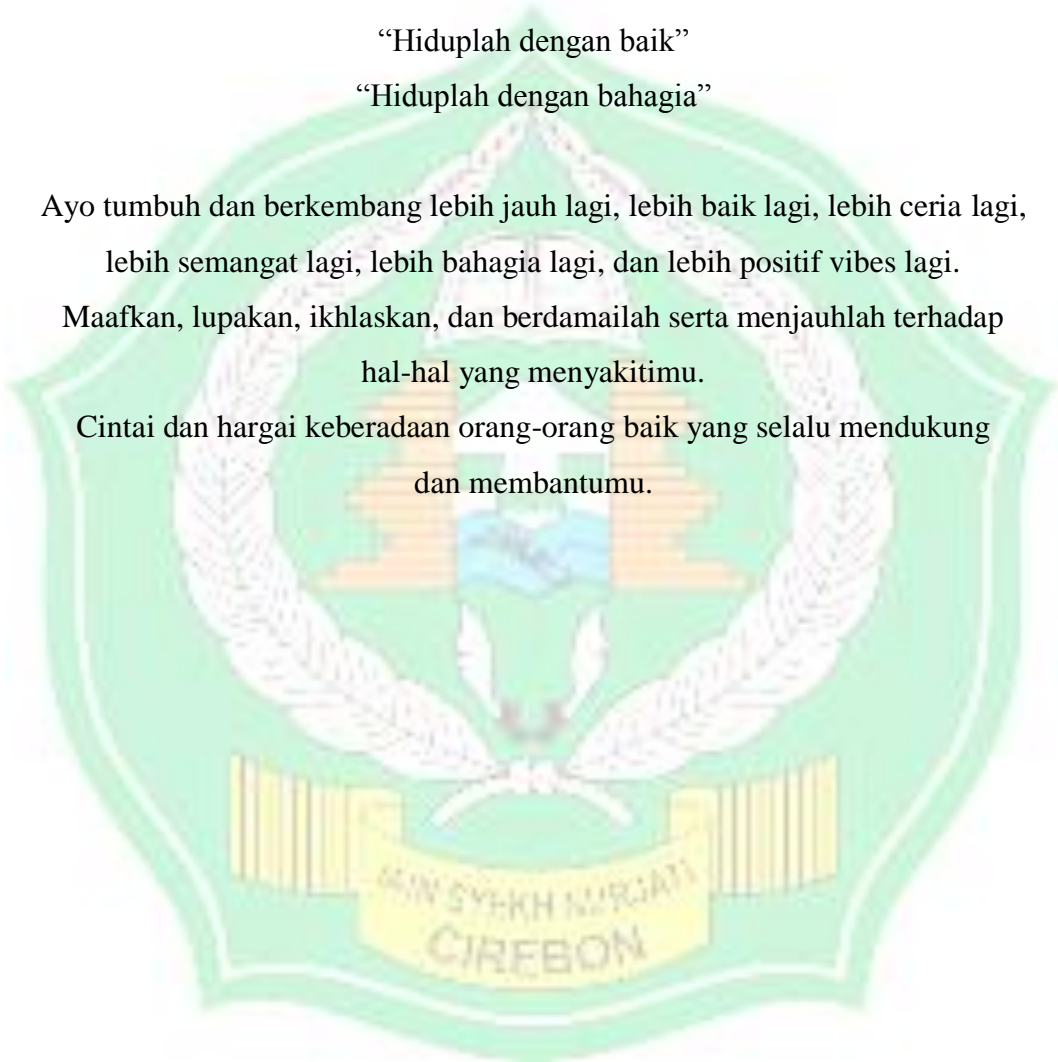 “Hiduplah dengan baik”
“Hiduplah dengan bahagia”
Ayo tumbuh dan berkembang lebih jauh lagi, lebih baik lagi, lebih ceria lagi,
lebih semangat lagi, lebih bahagia lagi, dan lebih positif vibes lagi.
Maafkan, lupakan, ikhlaskan, dan berdamailah serta menjauhlah terhadap
hal-hal yang menyakitimu.
Cintai dan hargai keberadaan orang-orang baik yang selalu mendukung
dan membantumu.
IAIN SYEKH NURJATI
CIREBON